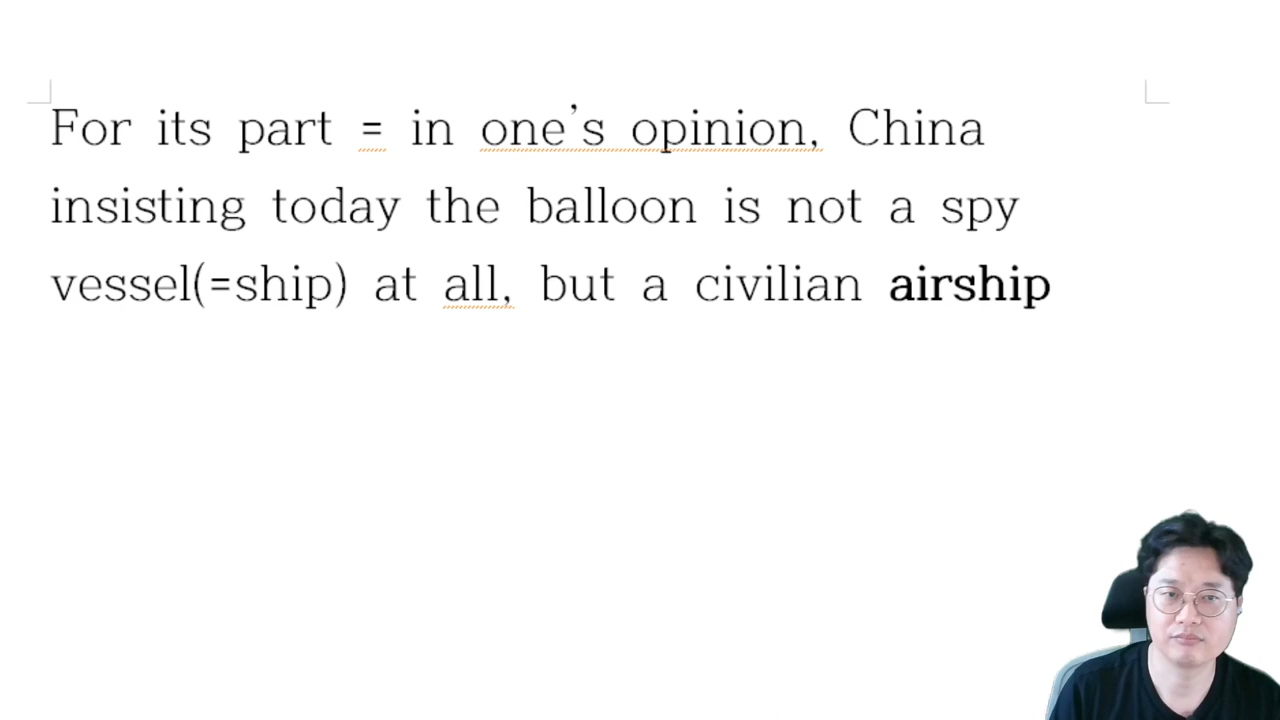 For its part = in one’s opinion, China
insisting today the balloon is not a spy
vessel(=ship) at all, but a civilian airship